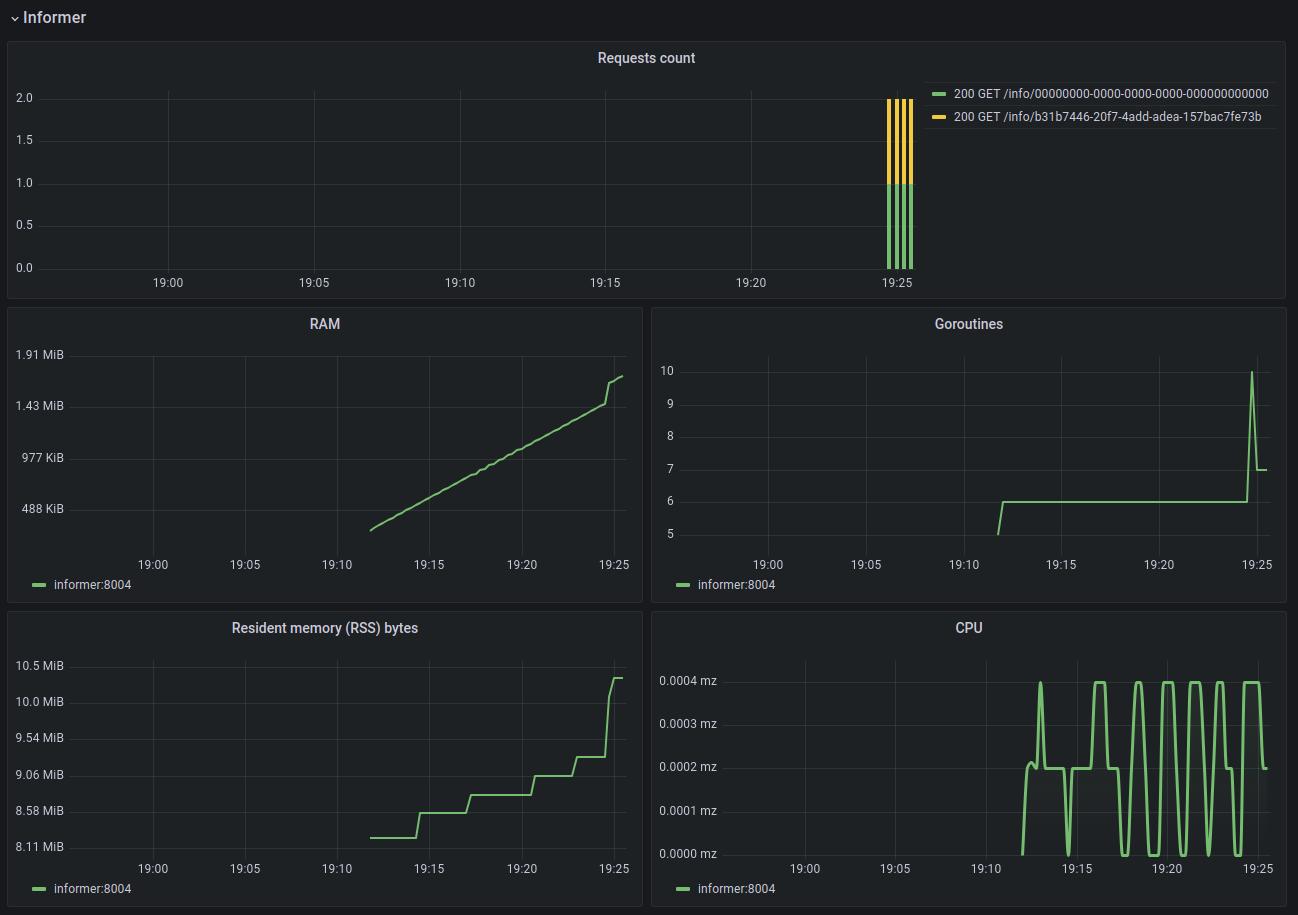 Informer
Requests count
2.0
1.5
1.0
0.5
0.0
19:00 19:05 19:10 19:15 19:20 19:25
200 GET /info/00000000-0000-0000-0000-000000000000
200 GET /info/b31b7446-20f7-4add-adea-157bac7fe73b
RAM
1.91 MiB
1.43 MiB
977 KiB
488 KiB
19:00 19:05 19:10 19:15 19:20 19:25
informer:8004
Goroutines
10
9
8
7
6
5
19:00 19:05 19:10 19:15 19:20 19:25
informer:8004
Resident memory (RSS) bytes
10.5 MiB
10.0 MiB
9.54 MiB
9.06 MiB
8.58 MiB
8.11 MiB
19:00 19:05 19:10 19:15 19:20 19:25
informer:8004
CPU
0.0004 mz
0.0003 mz
0.0002 mz
0.0001 mz
0.0000 mz
19:00 19:05 19:10 19:15 19:20 19:25
informer:8004